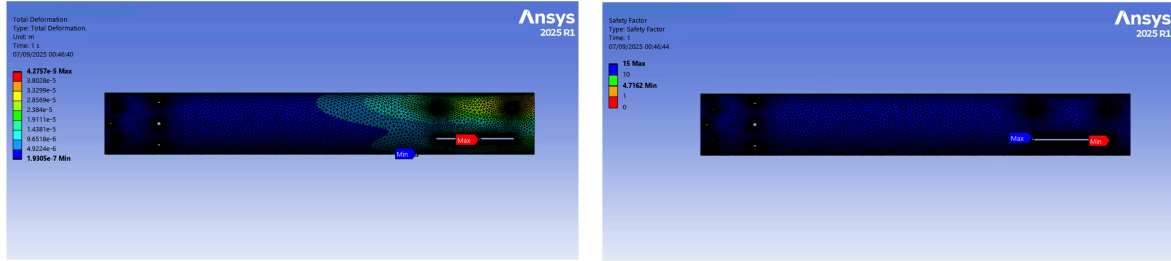 Total Deformation
Type: Total Deformation
Unit: m
Time: 1 s
07/09/2025 00:46:40
4.2757e-5 Max
3.8028e-5
3.3299e-5
2.8569e-5
2.384e-5
1.9111e-5
1.4381e-5
9.6518e-6
4.9224e-6
1.9305e-7 Min
Ansys
2025 R1
Max
Min
Safety Factor
Type: Safety Factor
Time: 1
07/09/2025 00:46:44
15 Max
10
4.7162 Min
1
0
Ansys
2025 R1
Max
Min